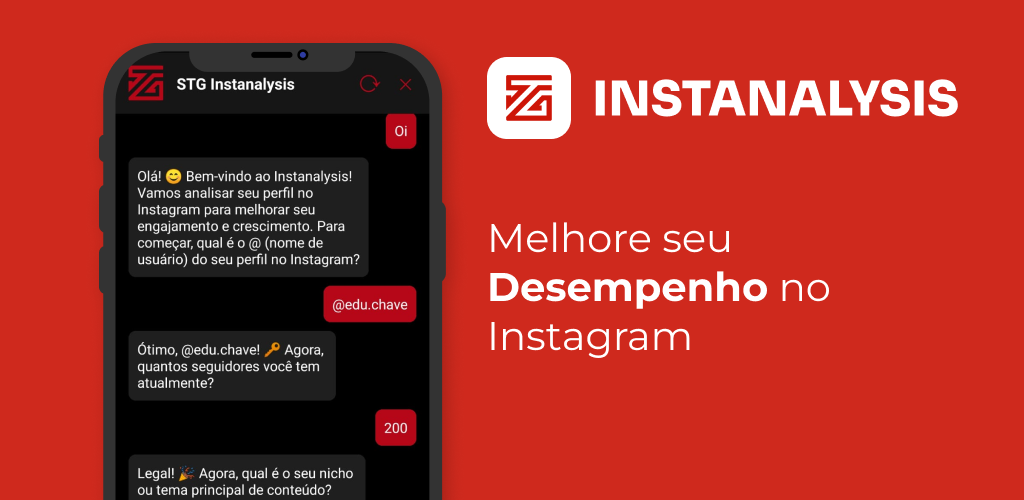 STG Instanalysis
Oi
Olá! 😊 Bem-vindo ao Instanalysis!
Vamos analisar seu perfil no
Instagram para melhorar seu
engajamento e crescimento. Para
começar, qual é o @ (nome de
usuário) do seu perfil no Instagram?
@edu.chave
Ótimo, @edu.chave! 🔑 Agora,
quantos seguidores você tem
atualmente?
200
Legal! 🎉 Agora, qual é o seu nicho
ou tema principal de conteúdo?
INSTANALYSIS
Melhore seu
Desempenho no
Instagram